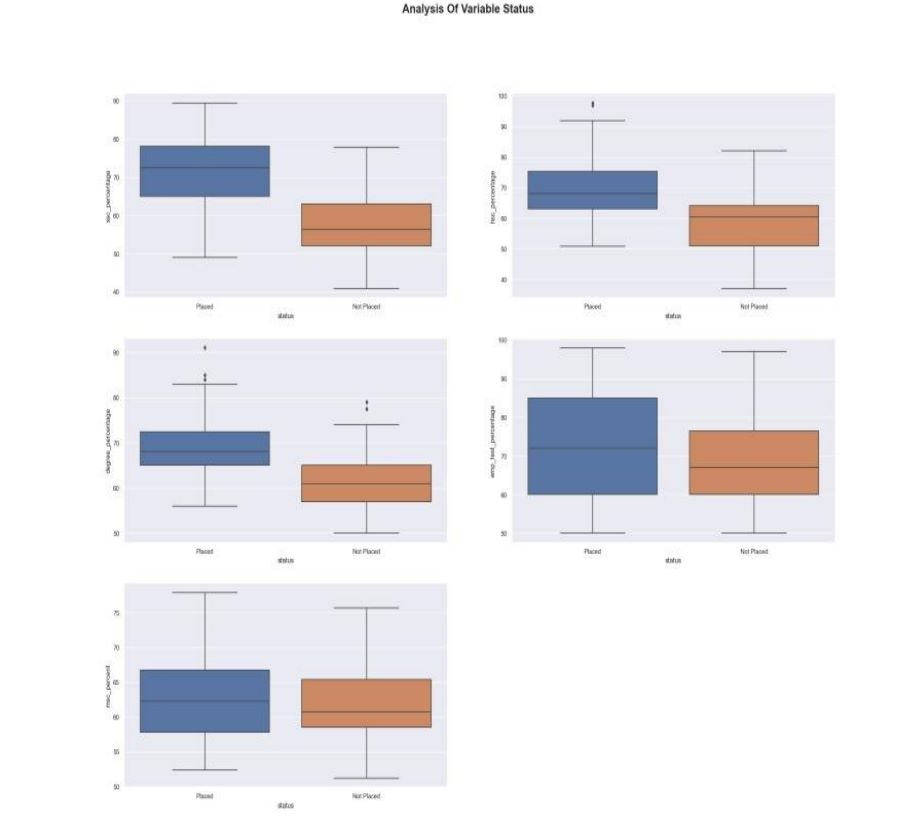 Analysis Of Variable Status
ssc_percentage
90
80
70
60
50
40
Placed
Not Placed
status
hsc_percentage
100
90
80
70
60
50
40
Placed
Not Placed
status
degree_percentage
90
80
70
60
50
Placed
Not Placed
status
emp_test_percentage
100
90
80
70
60
50
Placed
Not Placed
status
msc_percent
75
70
65
60
55
50
Placed
Not Placed
status